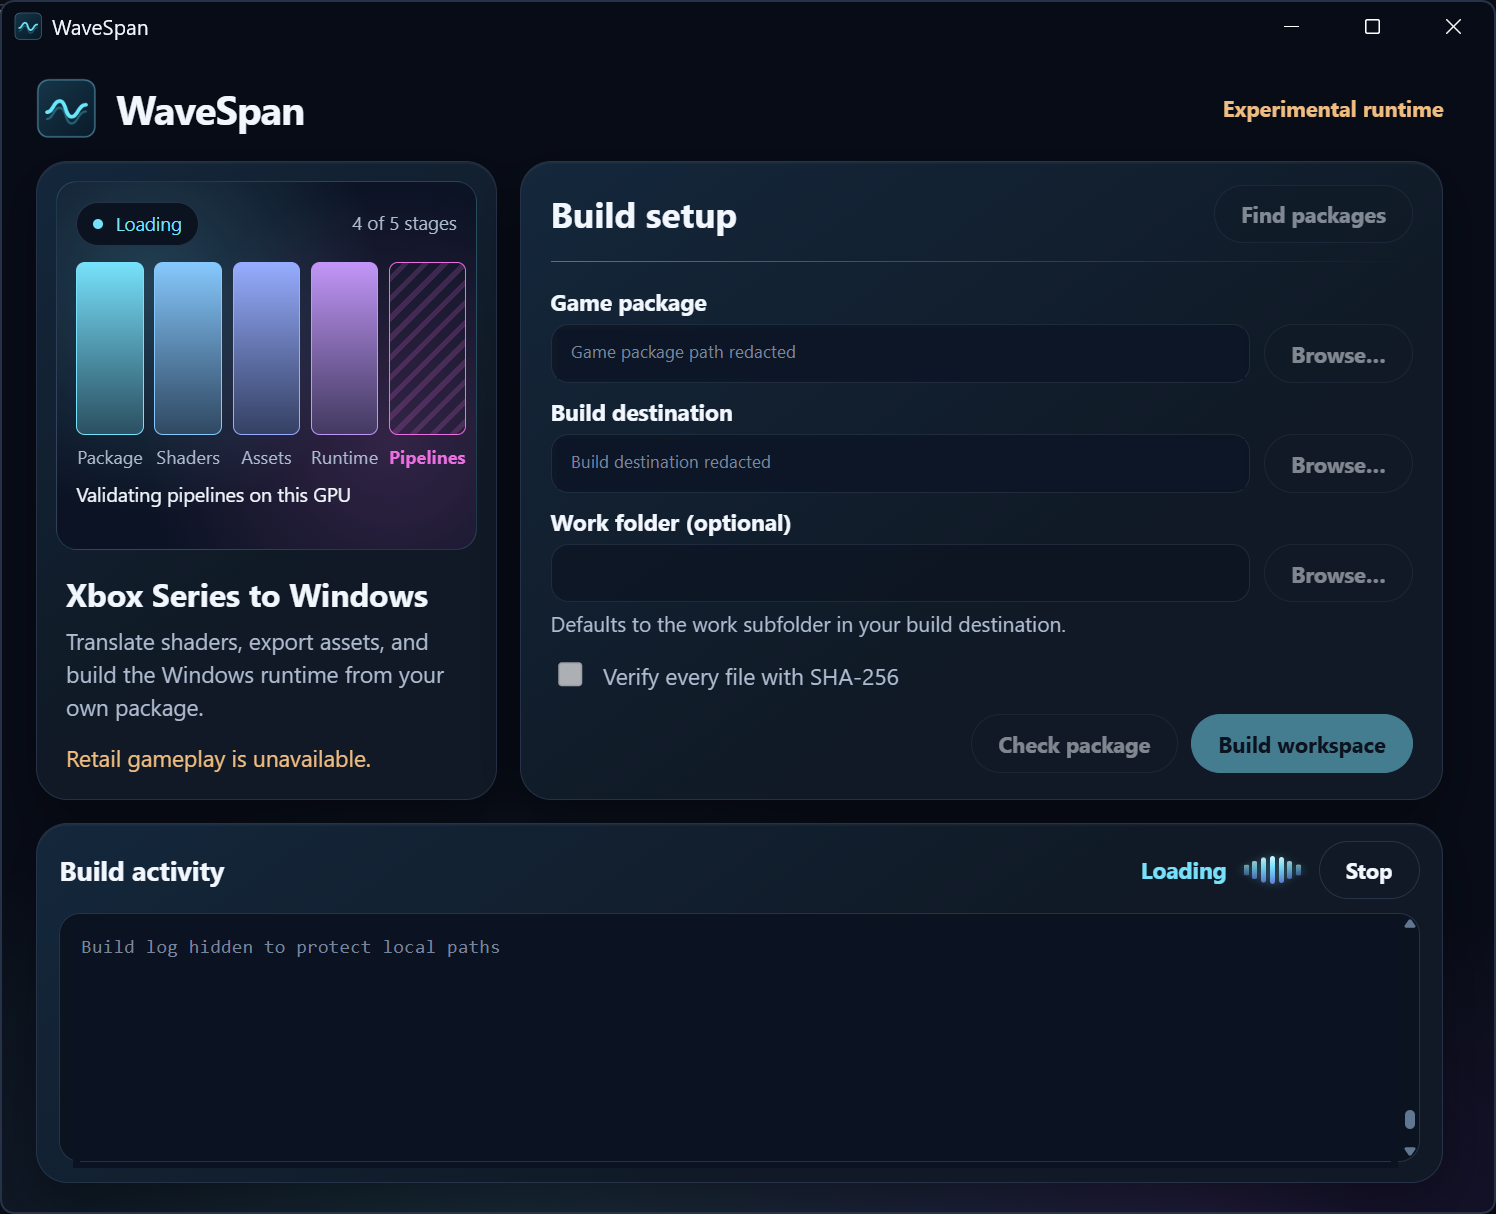 WaveSpan
WaveSpan
Experimental runtime
Loading
4 of 5 stages
Package
Shaders
Assets
Runtime
Pipelines
Validating pipelines on this GPU
Xbox Series to Windows
Translate shaders, export assets, and
build the Windows runtime from your
own package.
Retail gameplay is unavailable.
Build setup
Find packages
Game package
Game package path redacted
Browse...
Build destination
Build destination redacted
Browse...
Work folder (optional)
Browse...
Defaults to the work subfolder in your build destination.
Verify every file with SHA-256
Check package
Build workspace
Build activity
Loading
Stop
Build log hidden to protect local paths